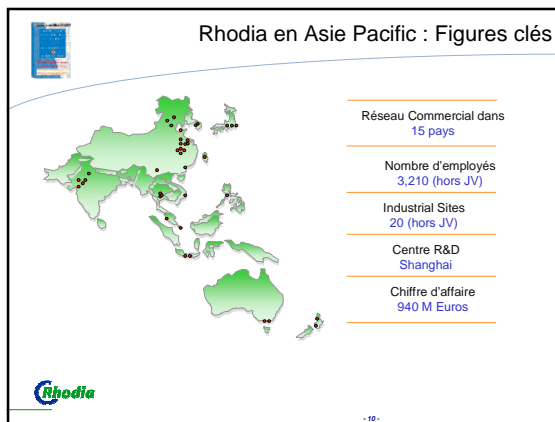 Rhodia en Asie Pacific : Figures clés
Réseau Commercial dans
15 pays
Nombre d'employés
3,210 (hors JV)
Industrial Sites
20 (hors JV)
Centre R&D
Shanghai
Chiffre d'affaire
940 M Euros
Rhodia
- 10 -